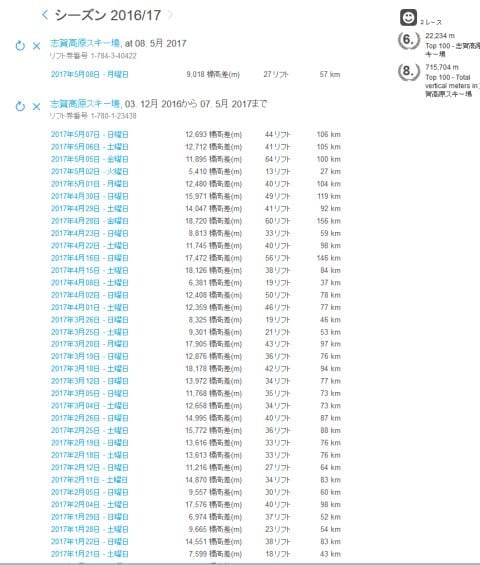 シーズン 2016/17
志賀高原スキー場, at 08. 5月 2017
リフト券番号 1-784-3-40422
2017年5月08日 - 月曜日 9,018 標高差(m) 27 リフト 57 km
志賀高原スキー場, 03. 12月 2016から 07. 5月 2017まで
リフト券番号 1-780-1-23438
2017年5月07日 - 日曜日 12,693 標高差(m) 44 リフト 106 km
2017年5月06日 - 土曜日 12,712 標高差(m) 41 リフト 105 km
2017年5月05日 - 金曜日 11,895 標高差(m) 64 リフト 100 km
2017年5月02日 - 火曜日 5,410 標高差(m) 13 リフト 27 km
2017年5月01日 - 月曜日 12,480 標高差(m) 40 リフト 104 km
2017年4月30日 - 日曜日 15,971 標高差(m) 49 リフト 119 km
2017年4月29日 - 土曜日 14,047 標高差(m) 41 リフト 92 km
2017年4月28日 - 金曜日 18,720 標高差(m) 60 リフト 156 km
2017年4月23日 - 日曜日 8,813 標高差(m) 33 リフト 59 km
2017年4月22日 - 土曜日 11,745 標高差(m) 40 リフト 98 km
2017年4月16日 - 日曜日 17,472 標高差(m) 56 リフト 146 km
2017年4月15日 - 土曜日 18,126 標高差(m) 38 リフト 84 km
2017年4月08日 - 土曜日 6,381 標高差(m) 19 リフト 37 km
2017年4月02日 - 日曜日 12,408 標高差(m) 50 リフト 78 km
2017年4月01日 - 土曜日 12,359 標高差(m) 46 リフト 77 km
2017年3月26日 - 日曜日 8,325 標高差(m) 19 リフト 46 km
2017年3月25日 - 土曜日 9,301 標高差(m) 21 リフト 53 km
2017年3月20日 - 月曜日 17,905 標高差(m) 43 リフト 97 km
2017年3月19日 - 日曜日 12,876 標高差(m) 36 リフト 76 km
2017年3月18日 - 土曜日 18,178 標高差(m) 42 リフト 94 km
2017年3月12日 - 日曜日 13,972 標高差(m) 34 リフト 77 km
2017年3月05日 - 日曜日 11,768 標高差(m) 35 リフト 73 km
2017年3月04日 - 土曜日 12,658 標高差(m) 34 リフト 73 km
2017年2月26日 - 日曜日 14,995 標高差(m) 40 リフト 87 km
2017年2月25日 - 土曜日 15,772 標高差(m) 36 リフト 88 km
2017年2月19日 - 日曜日 13,616 標高差(m) 33 リフト 76 km
2017年2月18日 - 土曜日 13,613 標高差(m) 33 リフト 76 km
2017年2月12日 - 日曜日 11,216 標高差(m) 27 リフト 64 km
2017年2月11日 - 土曜日 14,870 標高差(m) 34 リフト 83 km
2017年2月05日 - 日曜日 9,557 標高差(m) 30 リフト 60 km
2017年2月04日 - 土曜日 17,576 標高差(m) 40 リフト 98 km
2017年1月29日 - 日曜日 6,974 標高差(m) 37 リフト 52 km
2017年1月28日 - 土曜日 9,665 標高差(m) 23 リフト 54 km
2017年1月22日 - 日曜日 14,551 標高差(m) 38 リフト 83 km
2017年1月21日 - 土曜日 7,599 標高差(m) 18 リフト 43 km
2 レース
6. 22,234 m
Top 100 - 志賀高原ス
キー場
8. 715,704 m
Top 100 - Total
vertical meters in
賀高原スキー場